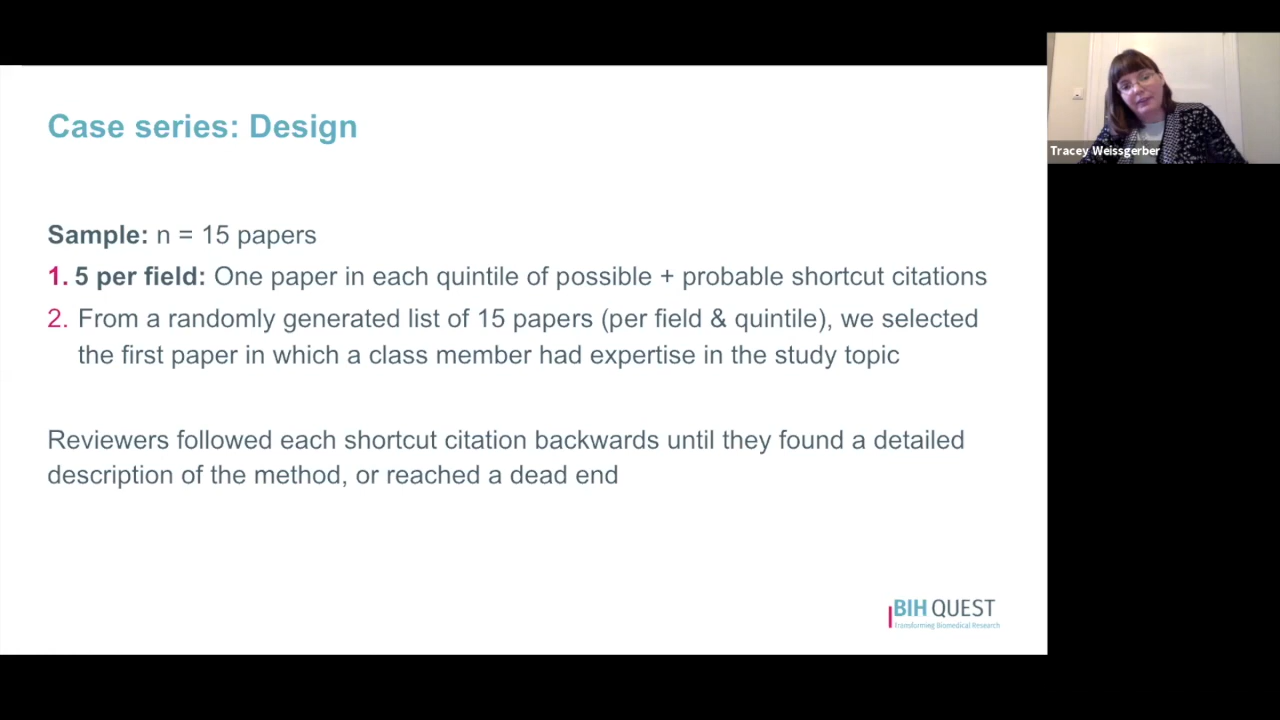 Case series: Design
Sample: n = 15 papers
1. 5 per field: One paper in each quintile of possible + probable shortcut citations
2. From a randomly generated list of 15 papers (per field & quintile), we selected
the first paper in which a class member had expertise in the study topic
Reviewers followed each shortcut citation backwards until they found a detailed
description of the method, or reached a dead end
BIH QUEST
Transforming Biomedical Research
Tracey Weissgerber